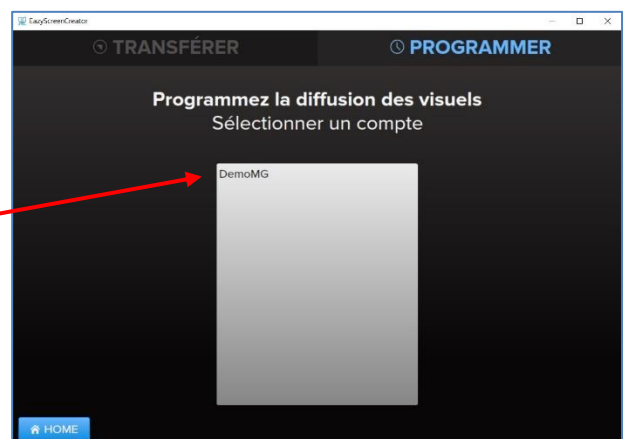 EazyScreenCreator
TRANSFÉRER
PROGRAMMER
Programmez la diffusion des visuels
Sélectionner un compte
DemoMG
HOME